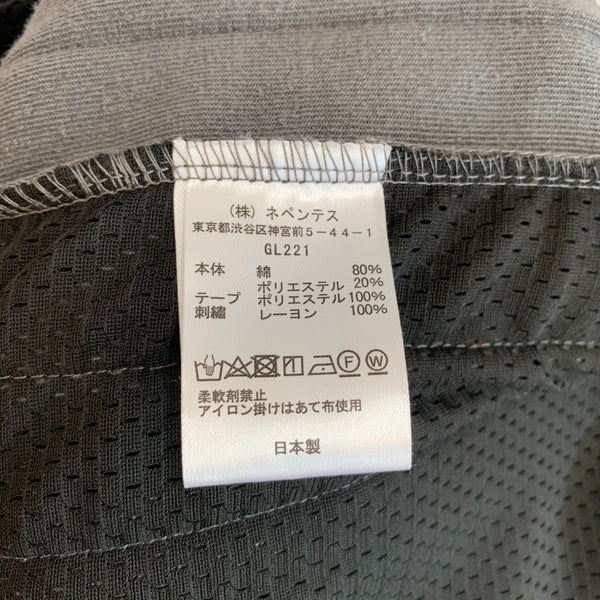 （株）ネペンテス
東京都渋谷区神宮前5－44－1
GL221
本体 綿 80%
ポリエステル 20%
テープ ポリエステル 100%
刺繍 レーヨン 100%
F W
柔軟剤禁止
アイロン掛けはあて布使用
日本製